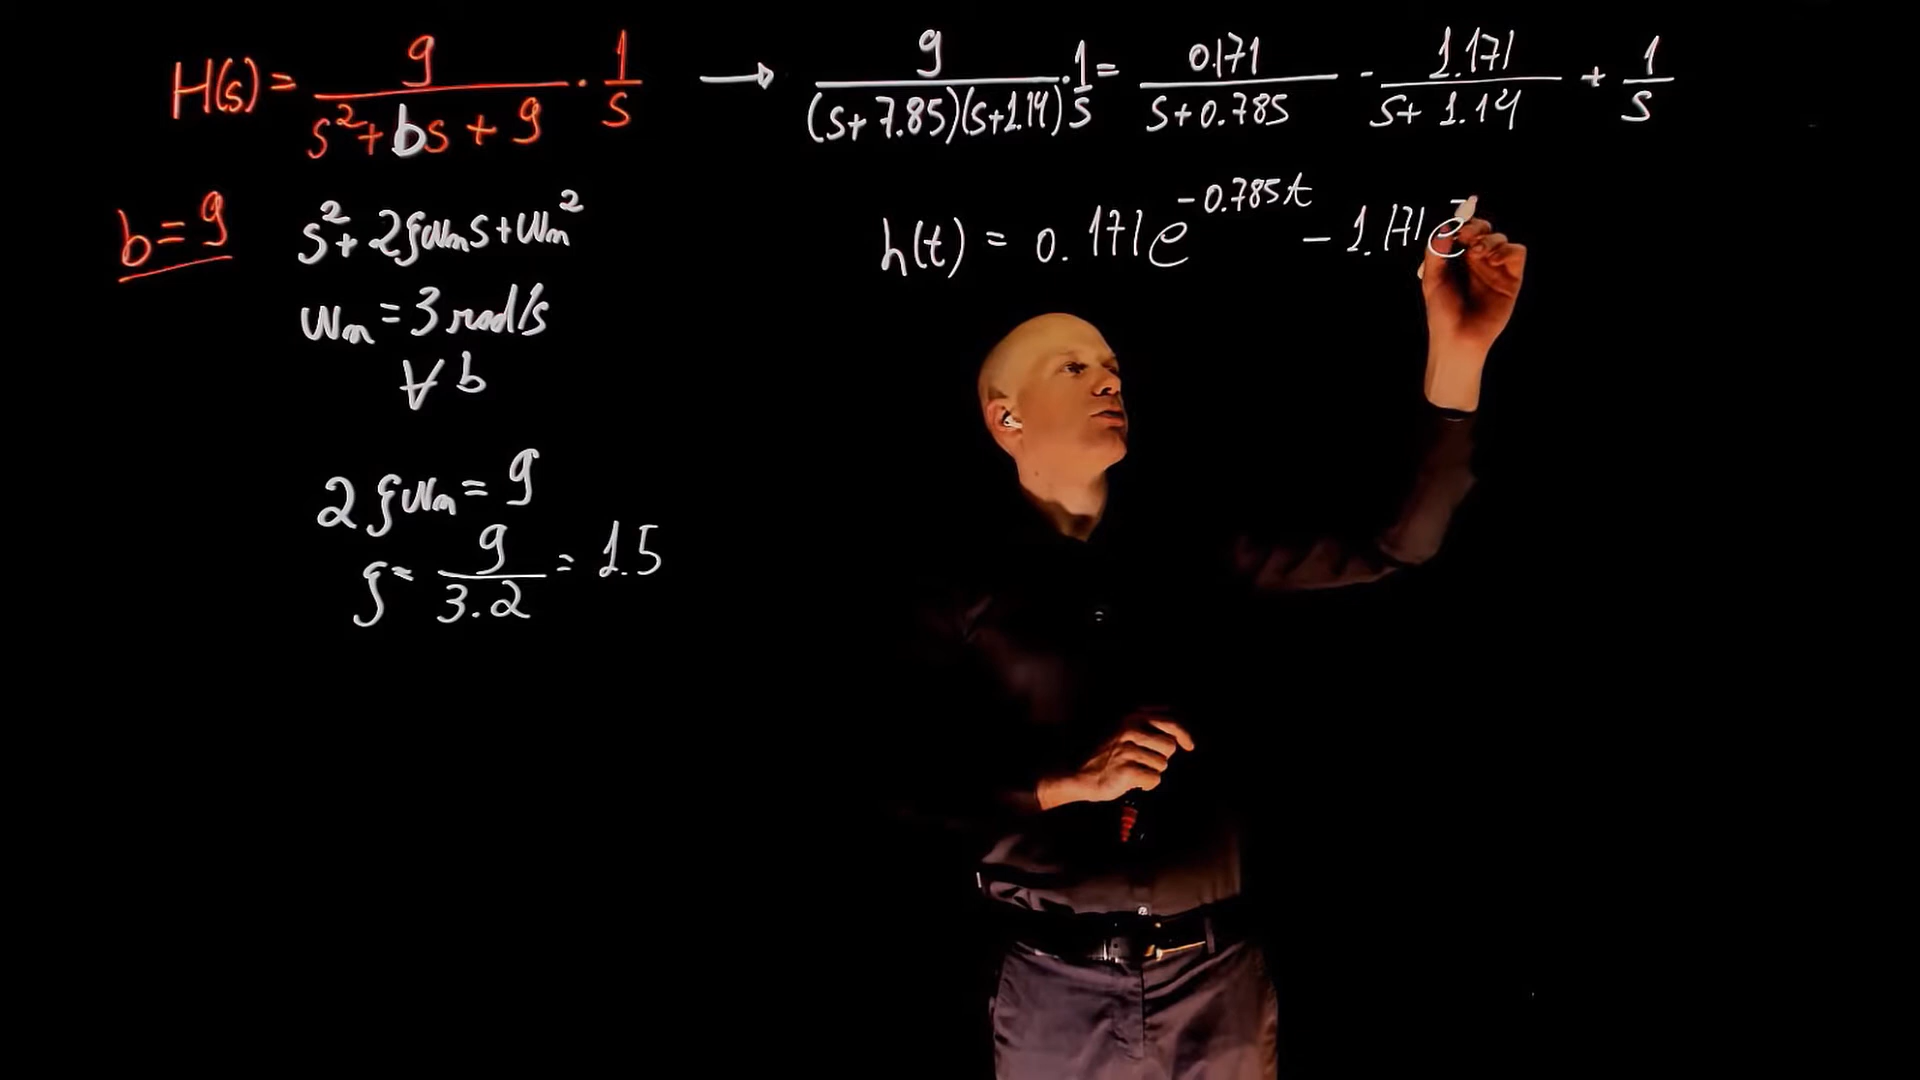 H(s) = 9/(s² + bs + 9) · 1/s → 9/((s+7.85)(s+1.14)) · 1/s = 0.171/(s+0.785) - 1.171/(s+1.14) + 1/s
b = 9
s² + 2ζωₙs + ωₙ²
h(t) = 0.171e^(-0.785t) - 1.171e^-
ωₙ = 3 rad/s
∀ b
2ζωₙ = 9
ζ = 9/(3.2) = 1.5